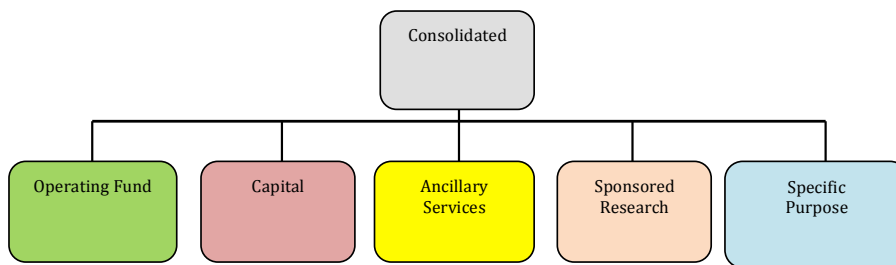 Consolidated
Operating Fund
Capital
Ancillary
Services
Sponsored
Research
Specific
Purpose